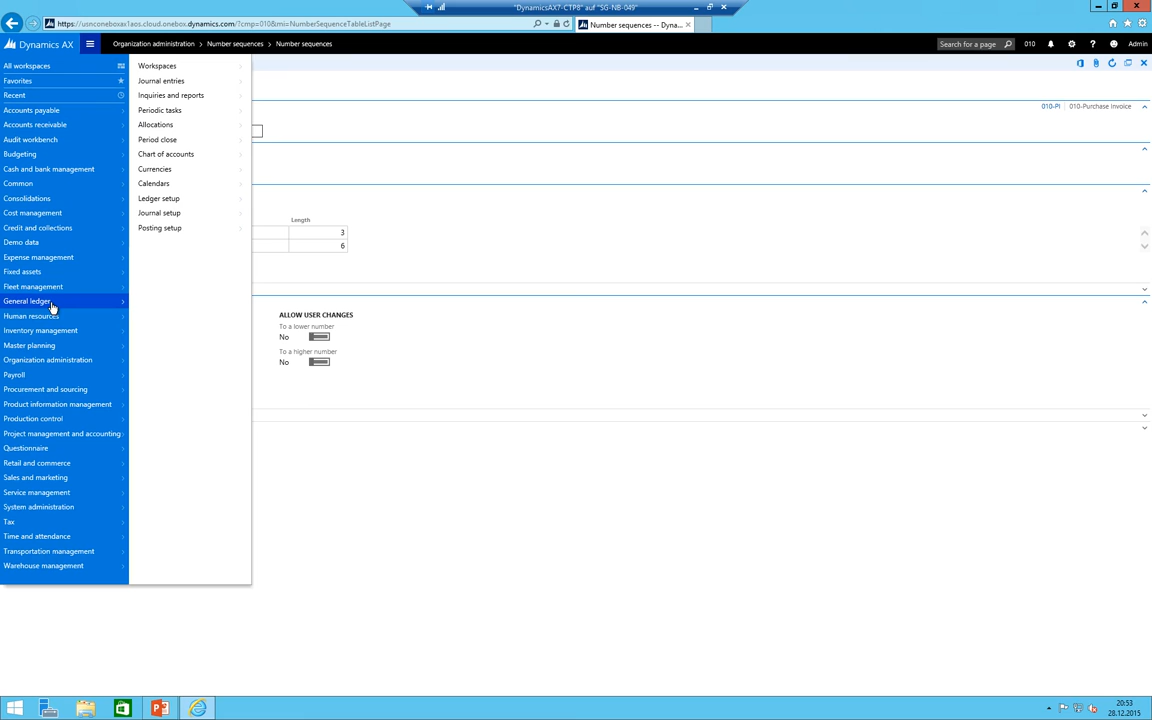 "DynamicsAX7-CTP8" auf "SG-NB-049"
https://usnconeboxax1aos.cloud.onebox.dynamics.com/?cmp=010&mi=NumberSequenceTableListPage
Number sequences -- Dyna...
Dynamics AX
Organization administration > Number sequences > Number sequences
Search for a page
010
Admin
All workspaces
Favorites
Recent
Accounts payable
Accounts receivable
Audit workbench
Budgeting
Cash and bank management
Common
Consolidations
Cost management
Credit and collections
Demo data
Expense management
Fixed assets
Fleet management
General ledger
Human resources
Inventory management
Master planning
Organization administration
Payroll
Procurement and sourcing
Product information management
Production control
Project management and accounting
Questionnaire
Retail and commerce
Sales and marketing
Service management
System administration
Tax
Time and attendance
Transportation management
Warehouse management
Workspaces
Journal entries
Inquiries and reports
Periodic tasks
Allocations
Period close
Chart of accounts
Currencies
Calendars
Ledger setup
Journal setup
Posting setup
010-PI | 010-Purchase Invoice
Length
3
6
ALLOW USER CHANGES
To a lower number
No
To a higher number
No
20:53
28.12.2015